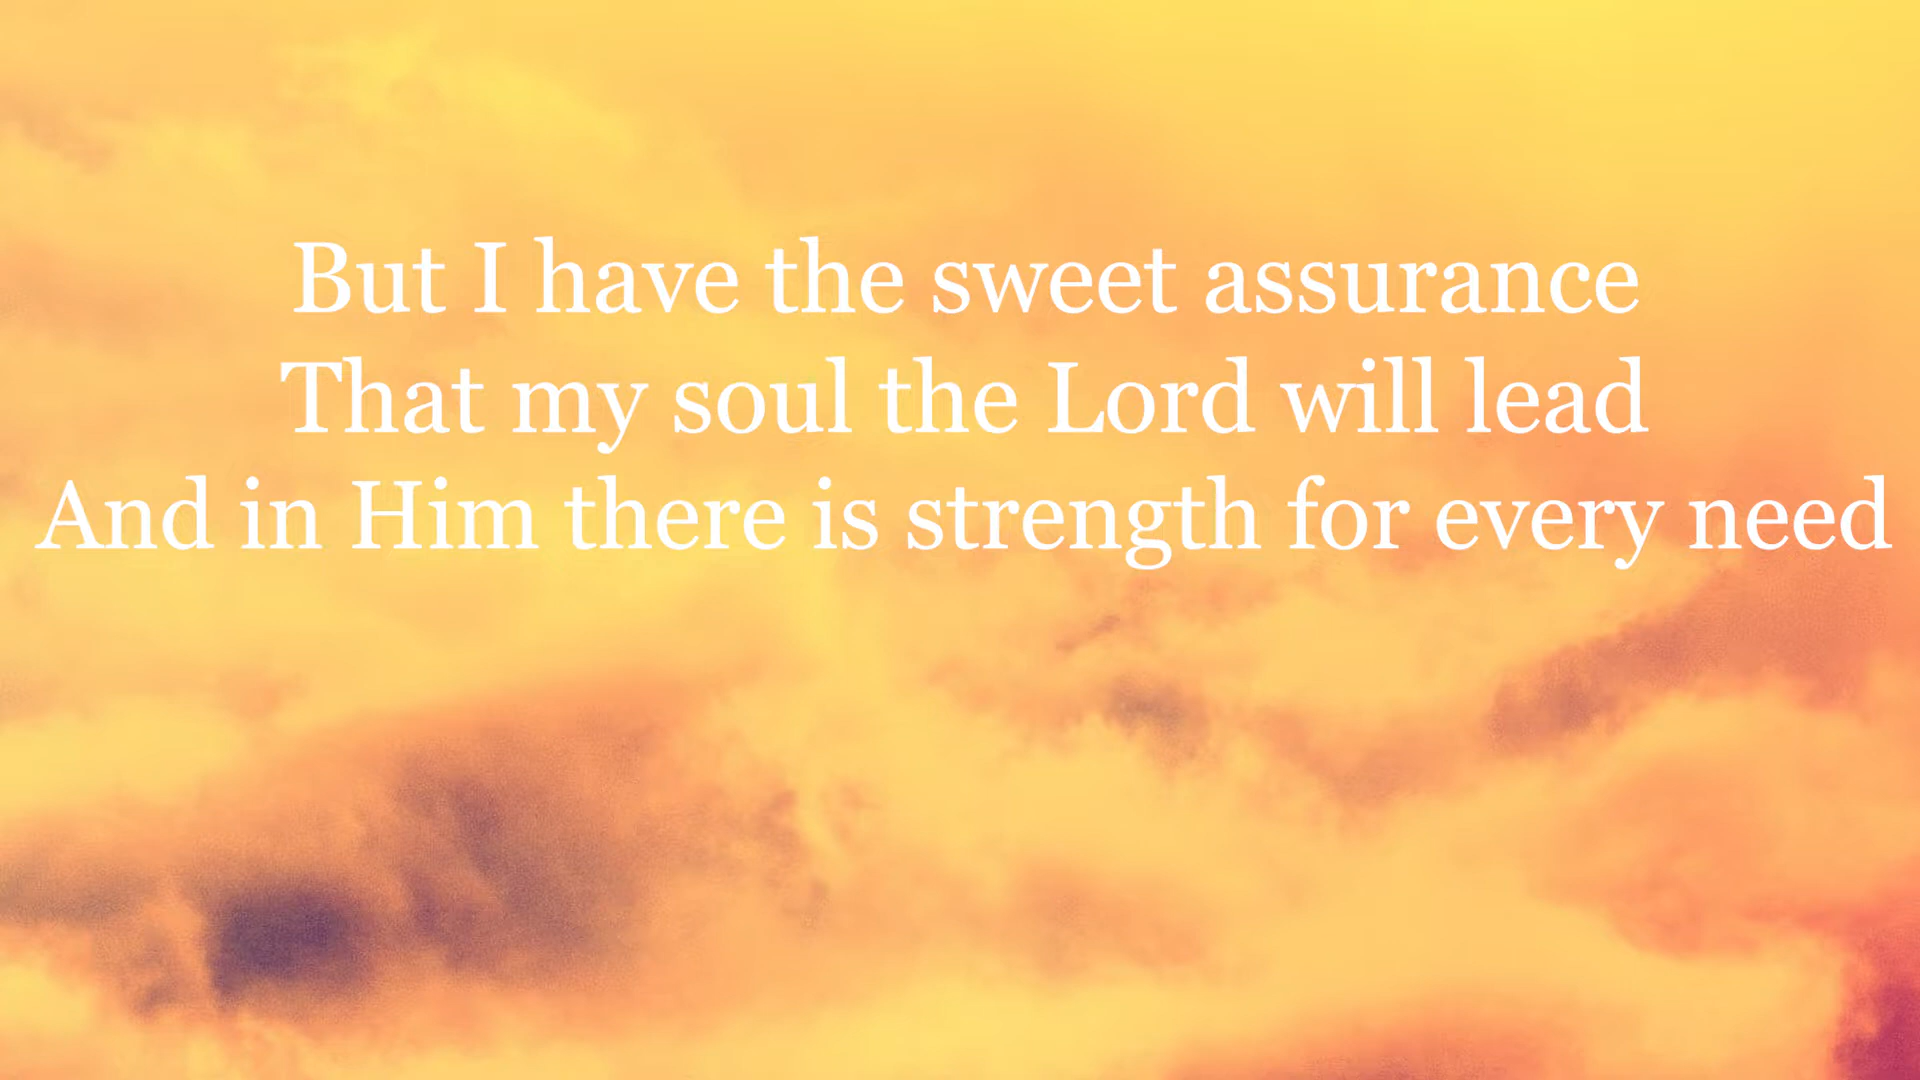 But I have the sweet assurance
That my soul the Lord will lead
And in Him there is strength for every need